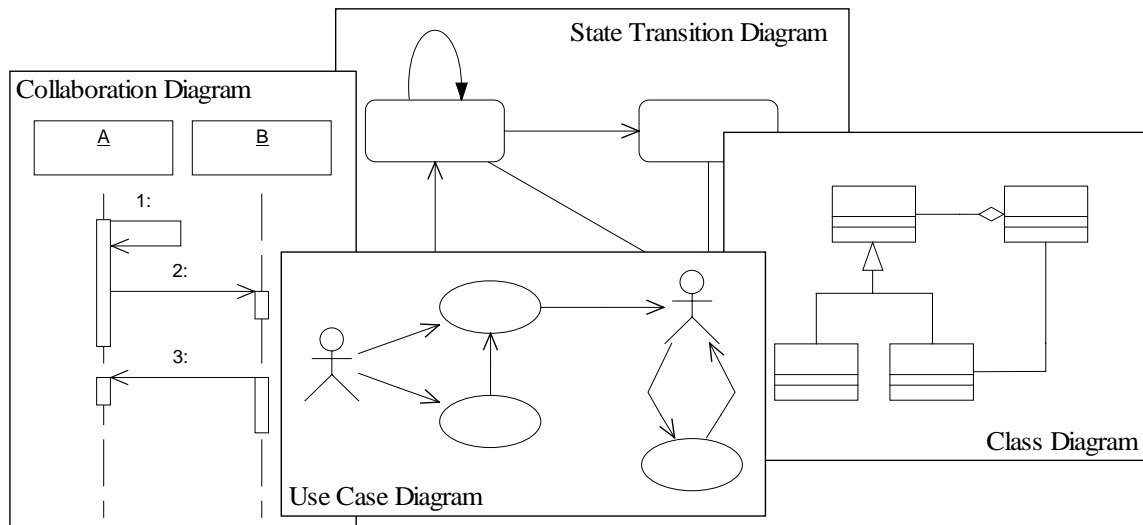 State Transition Diagram
Collaboration Diagram
A
B
1:
2:
3:
Use Case Diagram
Class Diagram